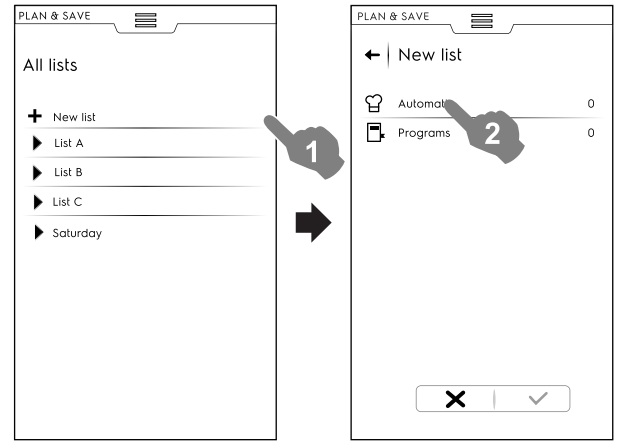 PLAN & SAVE
All lists
New list
List A
List B
List C
Saturday
1
PLAN & SAVE
New list
Automat 0
Programs 0
2